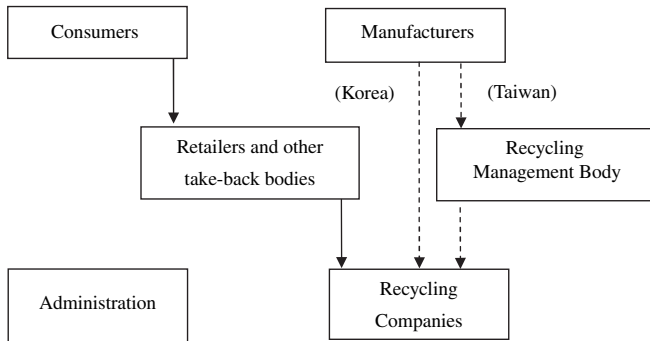 Consumers
Manufacturers
(Korea)
(Taiwan)
Retailers and other
take-back bodies
Recycling
Management Body
Administration
Recycling
Companies